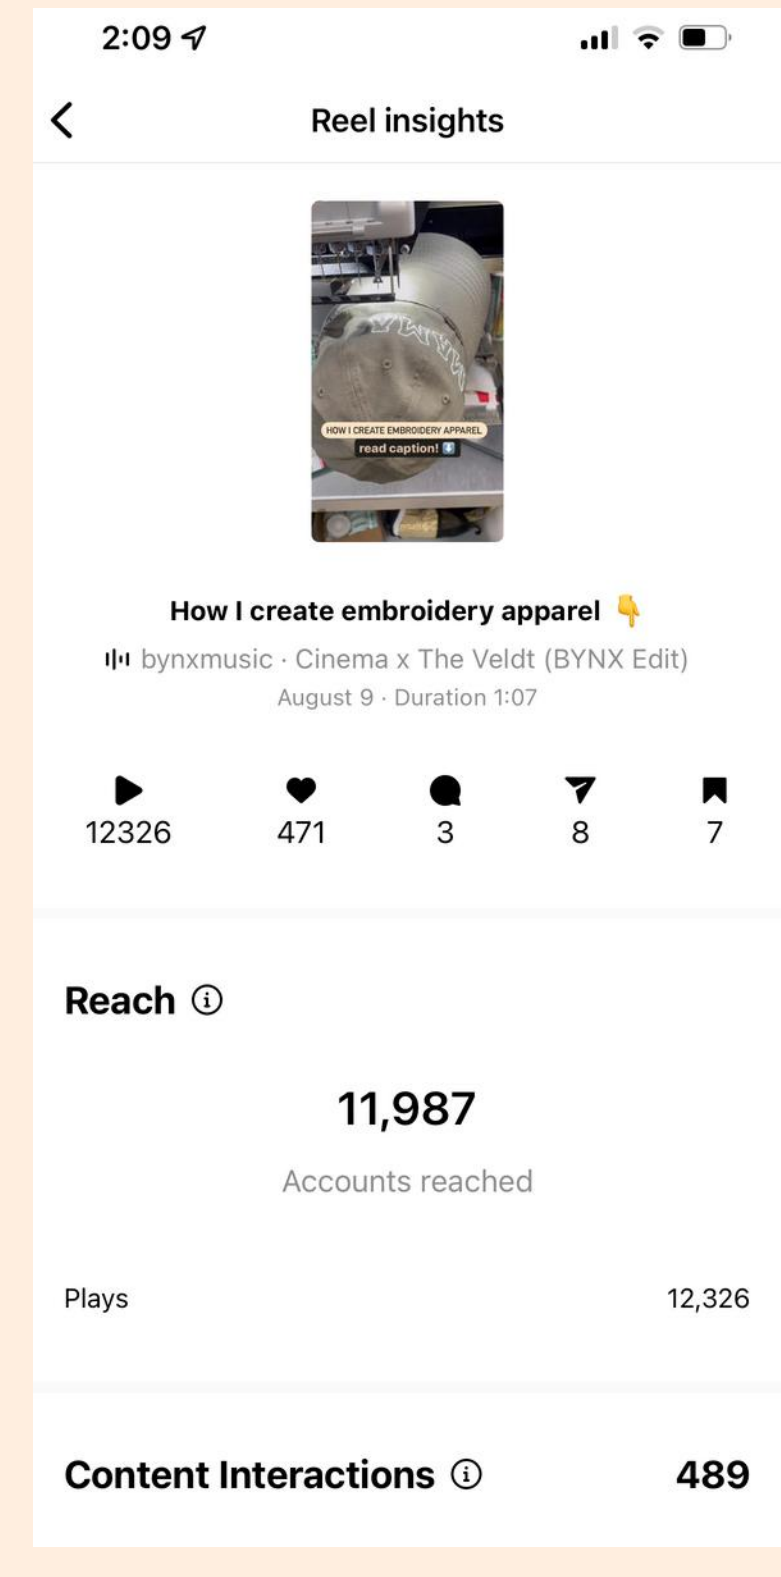 2:09
Reel insights
HOW I CREATE EMBROIDERY APPAREL
read caption! ⬇️
How I create embroidery apparel 👇
bynxmusic · Cinema x The Veldt (BYNX Edit)
August 9 · Duration 1:07
12326 471 3 8 7
Reach
11,987
Accounts reached
Plays 12,326
Content Interactions 489